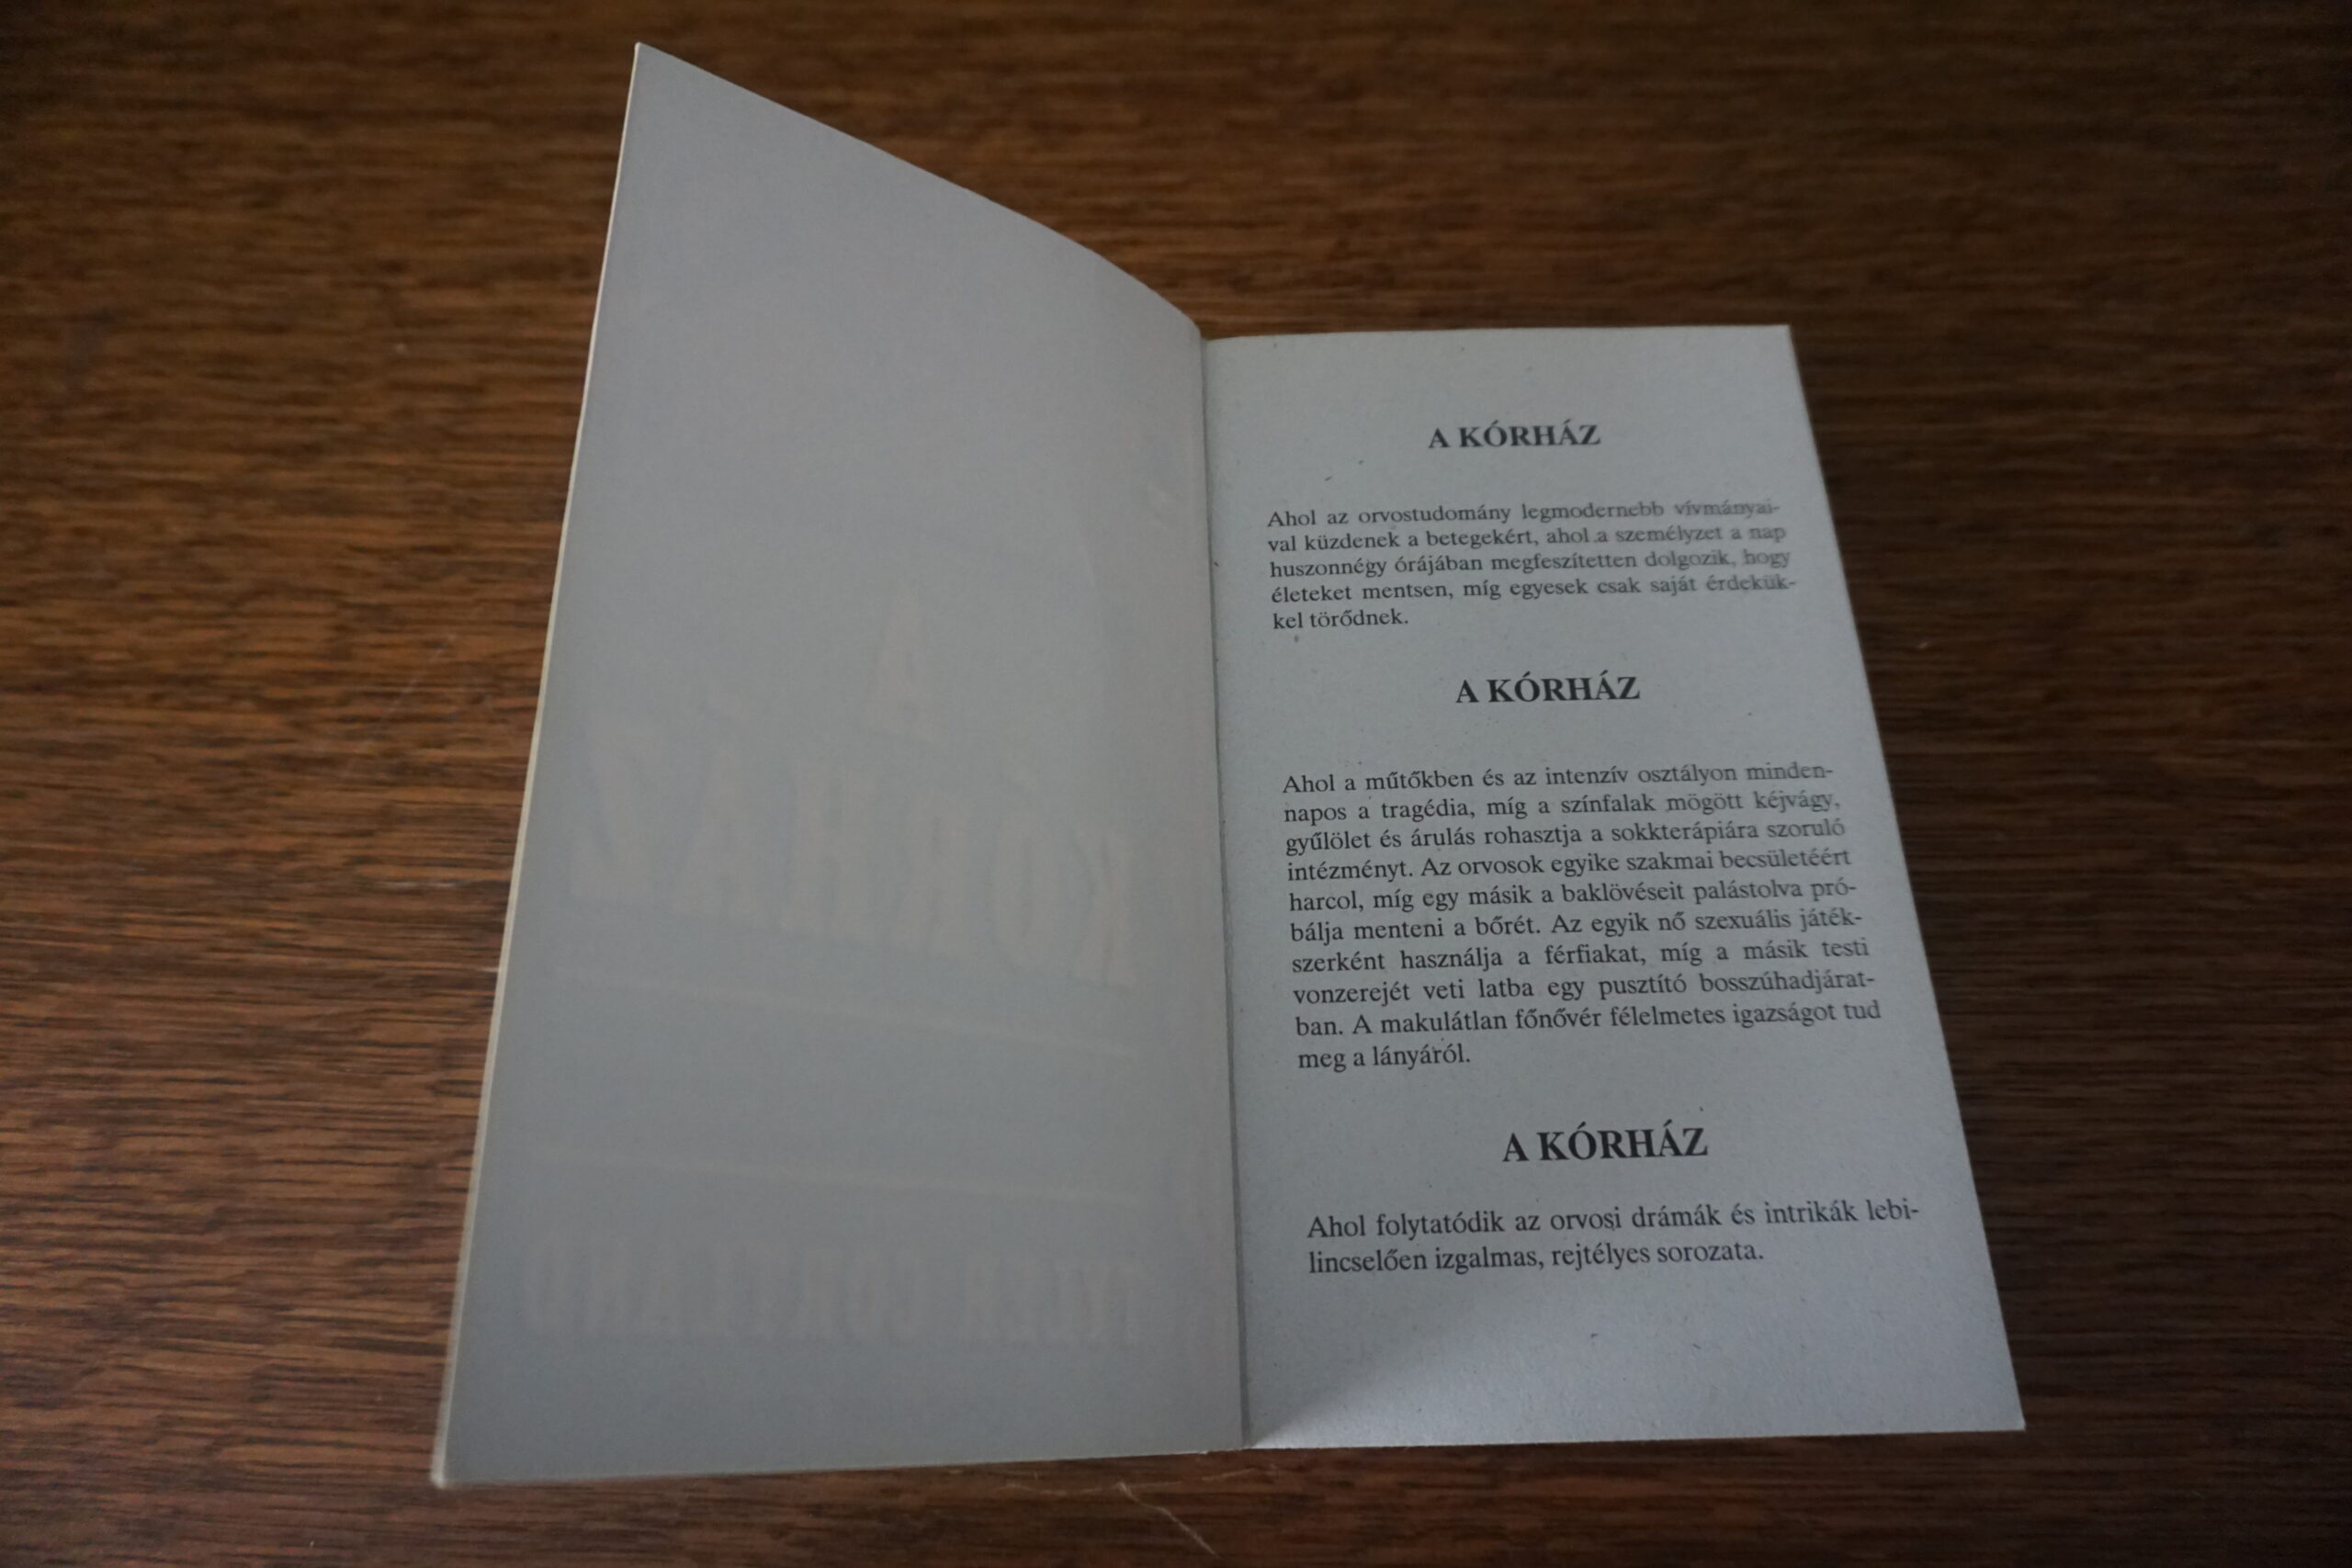 A KÓRHÁZ
Ahol az orvostudomány legmodernebb vívmányai-
val küzdenek a betegekért, ahol a személyzet a nap
huszonnégy órájában megfeszítetten dolgozik, hogy
életeket mentsen, míg egyesek csak saját érdekük-
kel törődnek.
A KÓRHÁZ
Ahol a műtőkben és az intenzív osztályon minden-
napos a tragédia, míg a színfalak mögött kéjvágy,
gyűlölet és árulás rohasztja a sokkterápiára szoruló
intézményt. Az orvosok egyike szakmai becsületéért
harcol, míg egy másik a baklövéseit palástolva pró-
bálja menteni a bőrét. Az egyik nő szexuális játék-
szerként használja a férfiakat, míg a másik testi
vonzerejét veti latba egy pusztító bosszúhadjárat-
ban. A makulátlan főnővér félelmetes igazságot tud
meg a lányáról.
A KÓRHÁZ
Ahol folytatódik az orvosi drámák és intrikák lebi-
lincselően izgalmas, rejtélyes sorozata.